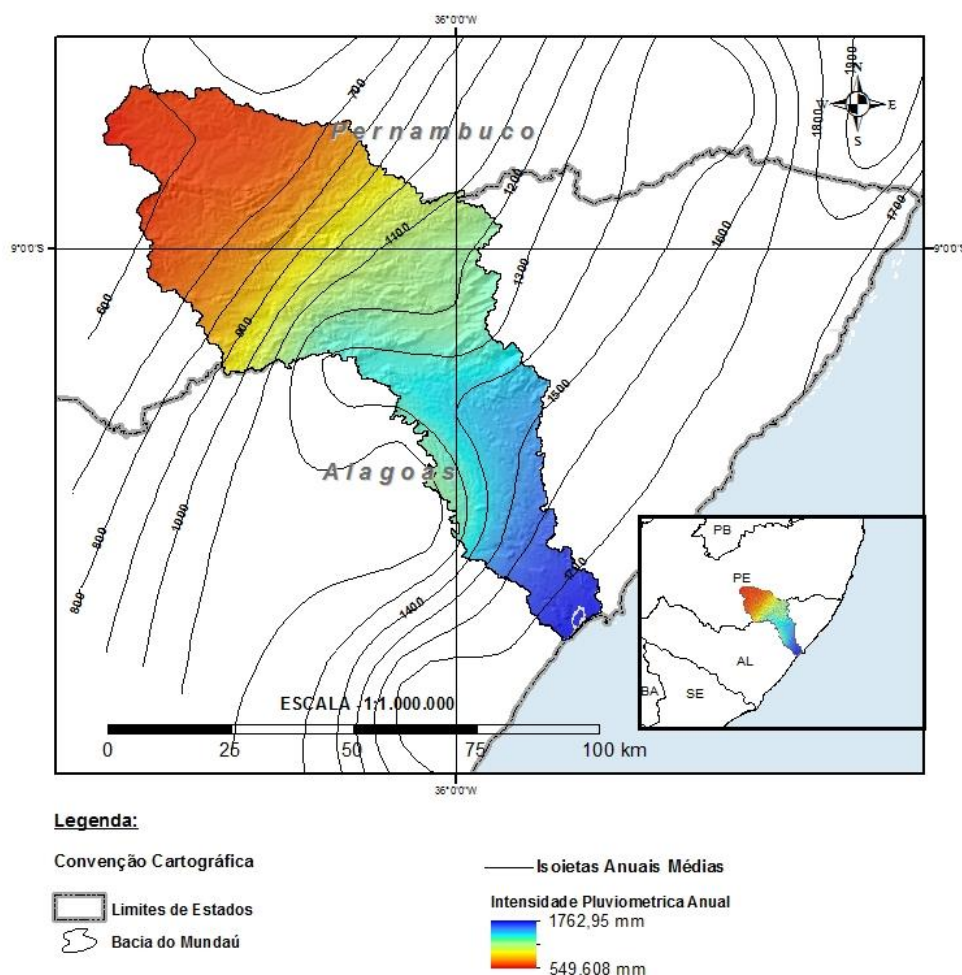 36°0'0"W
1900
N
W
E
S
1800
700
Pernambuco
1200
1700
1100
1600
9°0'0"S
9°0'0"S
1300
600
900
1500
Alagoas
1000
800
800
PB
PE
AL
BA
SE
ESCALA -1:1.000.000
0 25 50 75 100 km
36°0'0"W
Legenda:
Convenção Cartográfica
Limites de Estados
Bacia do Mundaú
Isoietas Anuais Médias
Intensidade Pluviometrica Anual
1762,95 mm
549.608 mm